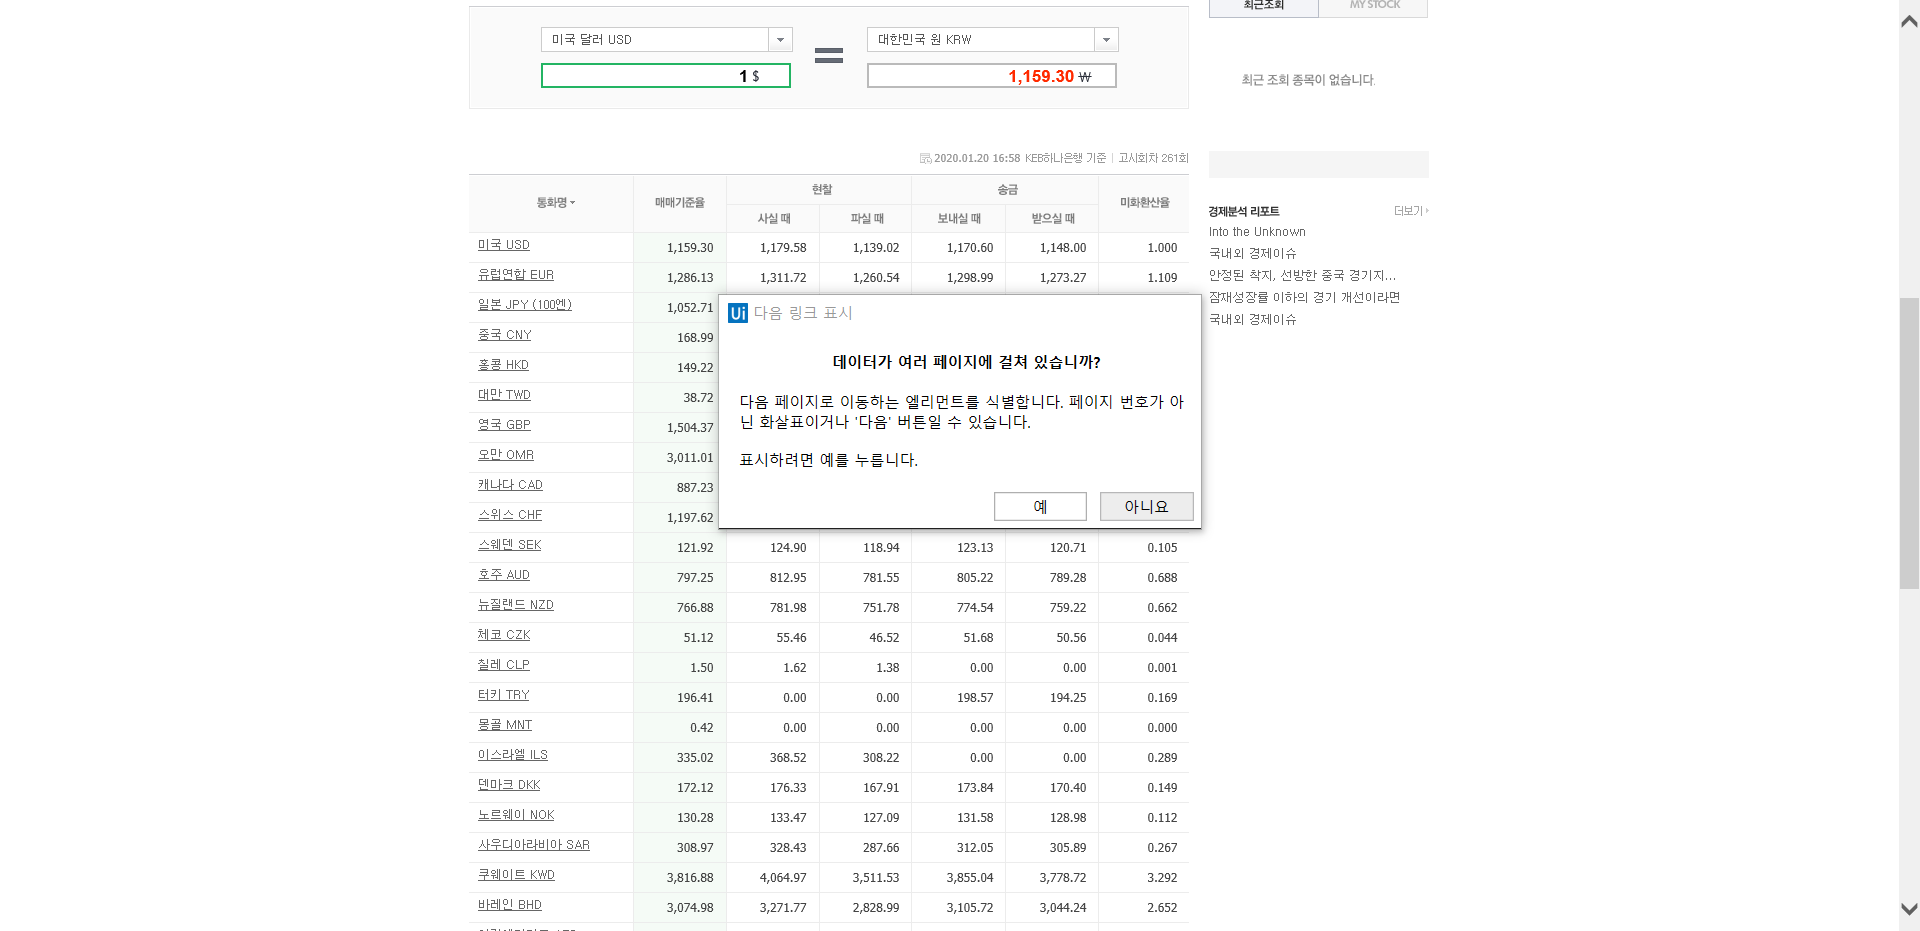 최근조회 MY STOCK
미국 달러 USD 대한민국 원 KRW
1 $ 1,159.30 ₩
최근 조회 종목이 없습니다.
2020.01.20 16:58 KEB하나은행 기준 고시회차 261회
통화명 매매기준율 현찰 송금 미화환산율
사실 때 파실 때 보내실 때 받으실 때
미국 USD 1,159.30 1,179.58 1,139.02 1,170.60 1,148.00 1.000
유럽연합 EUR 1,286.13 1,311.72 1,260.54 1,298.99 1,273.27 1.109
일본 JPY (100엔) 1,052.71
중국 CNY 168.99
홍콩 HKD 149.22
대만 TWD 38.72
영국 GBP 1,504.37
오만 OMR 3,011.01
캐나다 CAD 887.23
스위스 CHF 1,197.62
스웨덴 SEK 121.92 124.90 118.94 123.13 120.71 0.105
호주 AUD 797.25 812.95 781.55 805.22 789.28 0.688
뉴질랜드 NZD 766.88 781.98 751.78 774.54 759.22 0.662
체코 CZK 51.12 55.46 46.52 51.68 50.56 0.044
칠레 CLP 1.50 1.62 1.38 0.00 0.00 0.001
터키 TRY 196.41 0.00 0.00 198.57 194.25 0.169
몽골 MNT 0.42 0.00 0.00 0.00 0.00 0.000
이스라엘 ILS 335.02 368.52 308.22 0.00 0.00 0.289
덴마크 DKK 172.12 176.33 167.91 173.84 170.40 0.149
노르웨이 NOK 130.28 133.47 127.09 131.58 128.98 0.112
사우디아라비아 SAR 308.97 328.43 287.66 312.05 305.89 0.267
쿠웨이트 KWD 3,816.88 4,064.97 3,511.53 3,855.04 3,778.72 3.292
바레인 BHD 3,074.98 3,271.77 2,828.99 3,105.72 3,044.24 2.652
Ui 다음 링크 표시
데이터가 여러 페이지에 걸쳐 있습니까?
다음 페이지로 이동하는 엘리먼트를 식별합니다. 페이지 번호가 아
닌 화살표이거나 '다음' 버튼일 수 있습니다.
표시하려면 예를 누릅니다.
예 아니요
경제분석 리포트 더보기
Into the Unknown
국내외 경제이슈
안정된 착지, 선방한 중국 경기지...
잠재성장률 이하의 경기 개선이라면
국내외 경제이슈